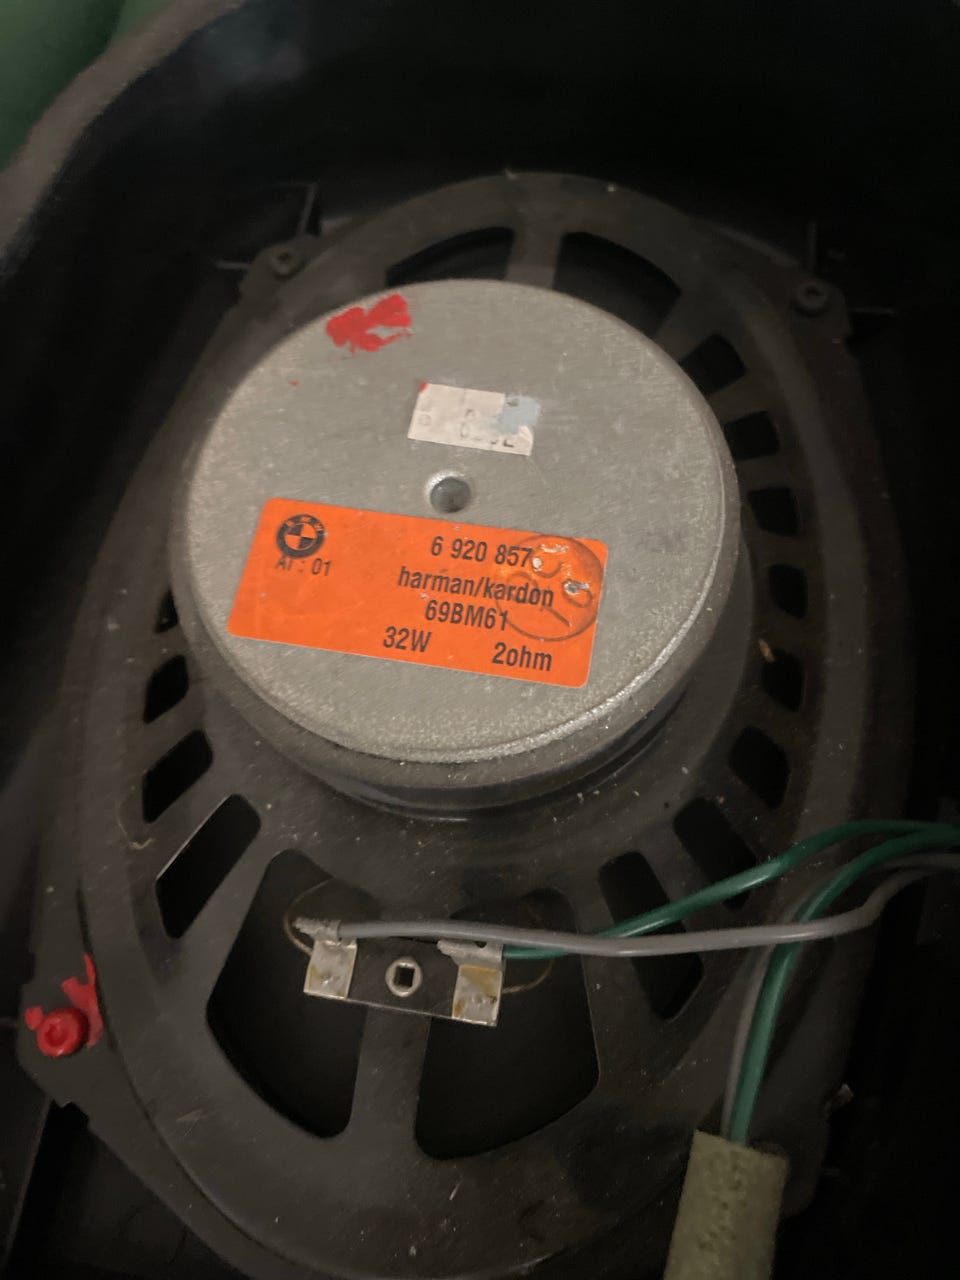 6 920 857
AI : 01
harman/kardon
69BM61
32W 2ohm